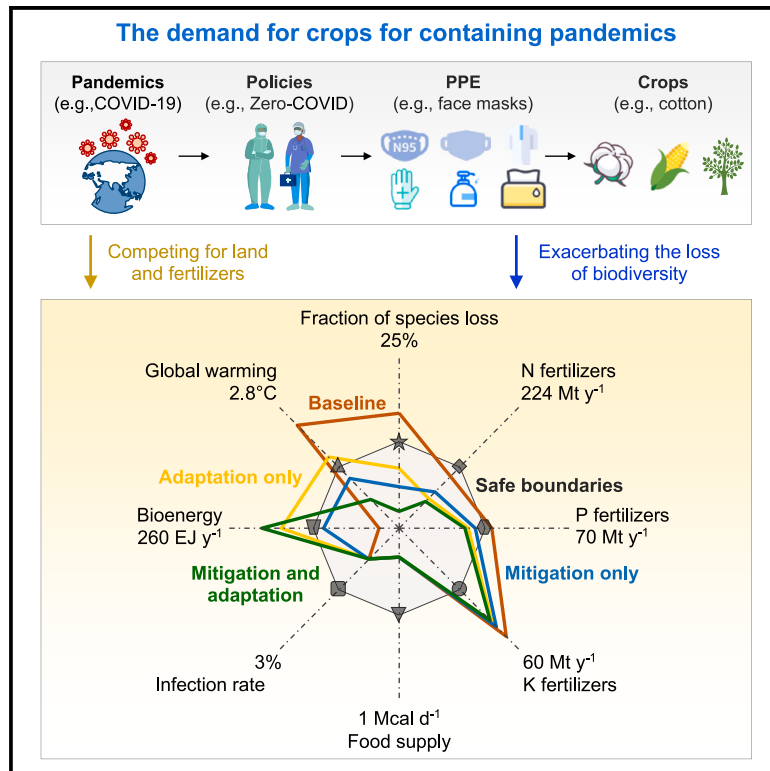 The demand for crops for containing pandemics
Pandemics
(e.g.,COVID-19)
Policies
(e.g., Zero-COVID)
PPE
(e.g., face masks)
Crops
(e.g., cotton)
N95
Competing for land
and fertilizers
Exacerbating the loss
of biodiversity
Fraction of species loss
25%
Global warming
2.8°C
N fertilizers
224 Mt y⁻¹
Baseline
Adaptation only
Safe boundaries
Bioenergy
260 EJ y⁻¹
P fertilizers
70 Mt y⁻¹
Mitigation and
adaptation
Mitigation only
3%
Infection rate
60 Mt y⁻¹
K fertilizers
1 Mcal d⁻¹
Food supply